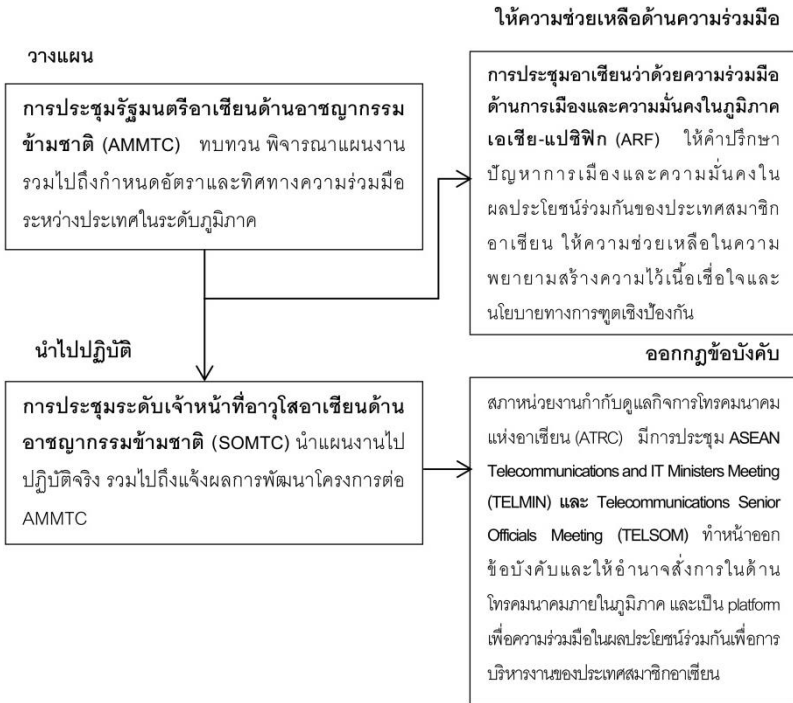 วางแผน
การประชุมรัฐมนตรีอาเซียนด้านอาชญากรรม
ข้ามชาติ (AMMTC) ทบทวน พิจารณาแผนงาน
รวมไปถึงกำหนดอัตราและทิศทางความร่วมมือ
ระหว่างประเทศในระดับภูมิภาค
ให้ความช่วยเหลือด้านความร่วมมือ
การประชุมอาเซียนว่าด้วยความร่วมมือ
ด้านการเมืองและความมั่นคงในภูมิภาค
เอเชีย-แปซิฟิก (ARF) ให้คำปรึกษา
ปัญหาการเมืองและความมั่นคงใน
ผลประโยชน์ร่วมกันของประเทศสมาชิก
อาเซียน ให้ความช่วยเหลือในความ
พยายามสร้างความไว้เนื้อเชื่อใจและ
นโยบายทางการฑูตเชิงป้องกัน
นำไปปฏิบัติ
การประชุมระดับเจ้าหน้าที่อาวุโสอาเซียนด้าน
อาชญากรรมข้ามชาติ (SOMTC) นำแผนงานไป
ปฏิบัติจริง รวมไปถึงแจ้งผลการพัฒนาโครงการต่อ
AMMTC
ออกกฎข้อบังคับ
สภาหน่วยงานกำกับดูแลกิจการโทรคมนาคม
แห่งอาเซียน (ATRC) มีการประชุม ASEAN
Telecommunications and IT Ministers Meeting
(TELMIN) และ Telecommunications Senior
Officials Meeting (TELSOM) ทำหน้าออก
ข้อบังคับและให้อำนาจสั่งการในด้าน
โทรคมนาคมภายในภูมิภาค และเป็น platform
เพื่อความร่วมมือในผลประโยชน์ร่วมกันเพื่อการ
บริหารงานของประเทศสมาชิกอาเซียน